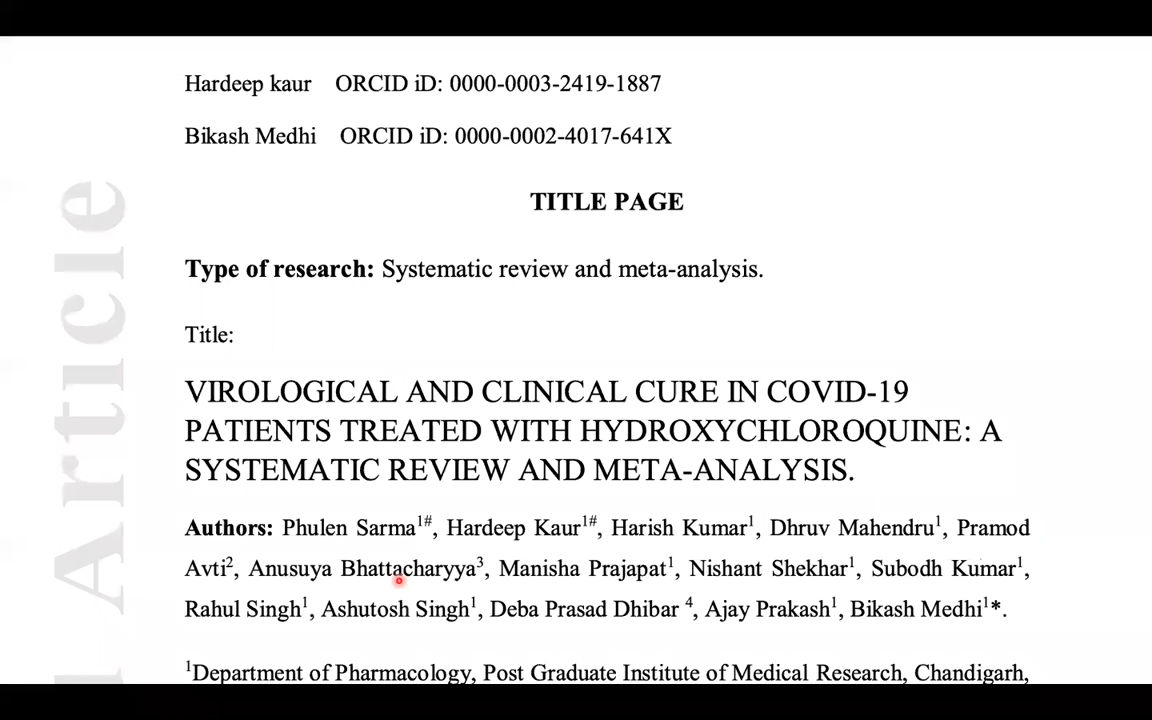 Hardeep kaur ORCID iD: 0000-0003-2419-1887
Bikash Medhi ORCID iD: 0000-0002-4017-641X
TITLE PAGE
Type of research: Systematic review and meta-analysis.
Title:
VIROLOGICAL AND CLINICAL CURE IN COVID-19
PATIENTS TREATED WITH HYDROXYCHLOROQUINE: A
SYSTEMATIC REVIEW AND META-ANALYSIS.
Authors: Phulen Sarma1#, Hardeep Kaur1#, Harish Kumar1, Dhruv Mahendru1, Pramod
Avti2, Anusuya Bhattacharyya3, Manisha Prajapat1, Nishant Shekhar1, Subodh Kumar1,
Rahul Singh1, Ashutosh Singh1, Deba Prasad Dhibar 4, Ajay Prakash1, Bikash Medhi1*.
1Department of Pharmacology, Post Graduate Institute of Medical Research, Chandigarh,
Article